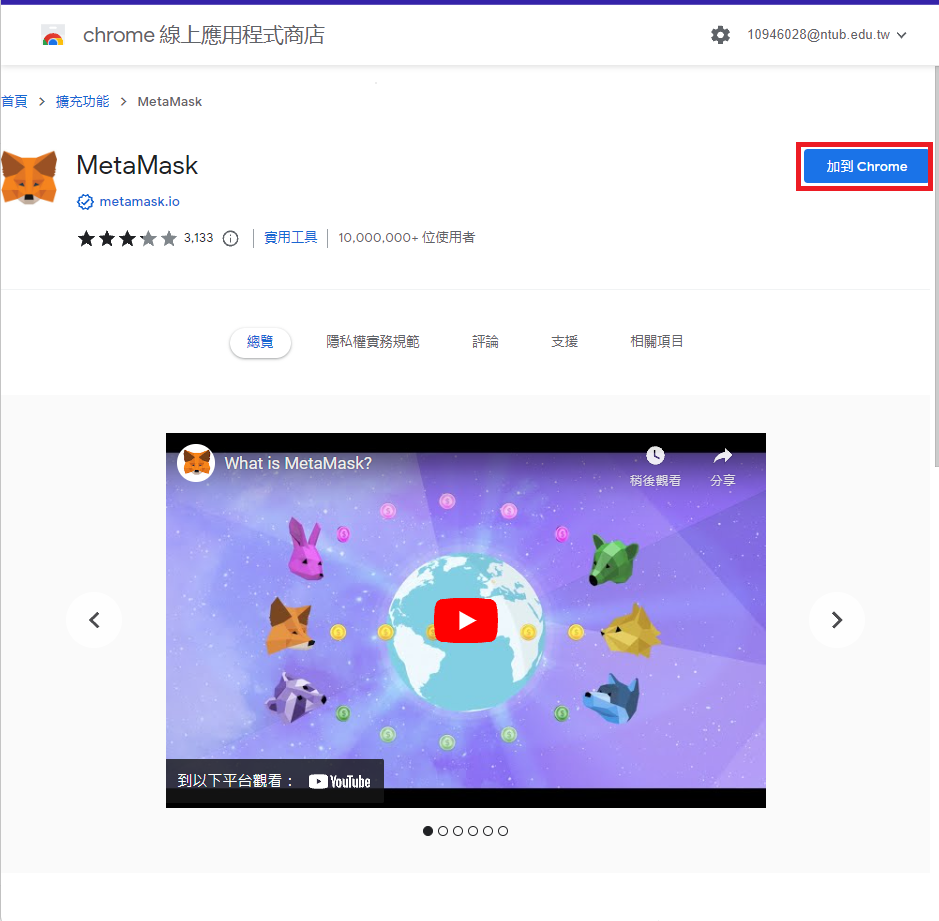 chrome 線上應用程式商店
10946028@ntub.edu.tw
首頁 > 擴充功能 > MetaMask
MetaMask
加到 Chrome
metamask.io
3,133
實用工具
10,000,000+ 位使用者
總覽
隱私權實務規範
評論
支援
相關項目
What is MetaMask?
稍後觀看
分享
到以下平台觀看：
YouTube